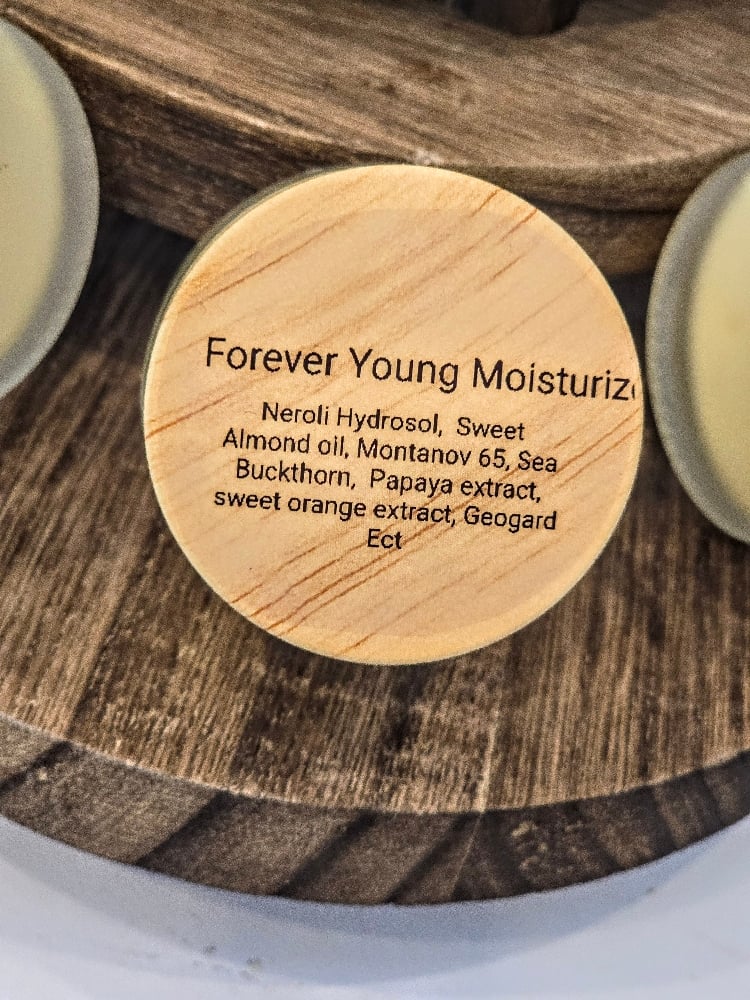 Forever Young Moisturiz
Neroli Hydrosol, Sweet
Almond oil, Montanov 65, Sea
Buckthorn, Papaya extract,
sweet orange extract, Geogard
Ect